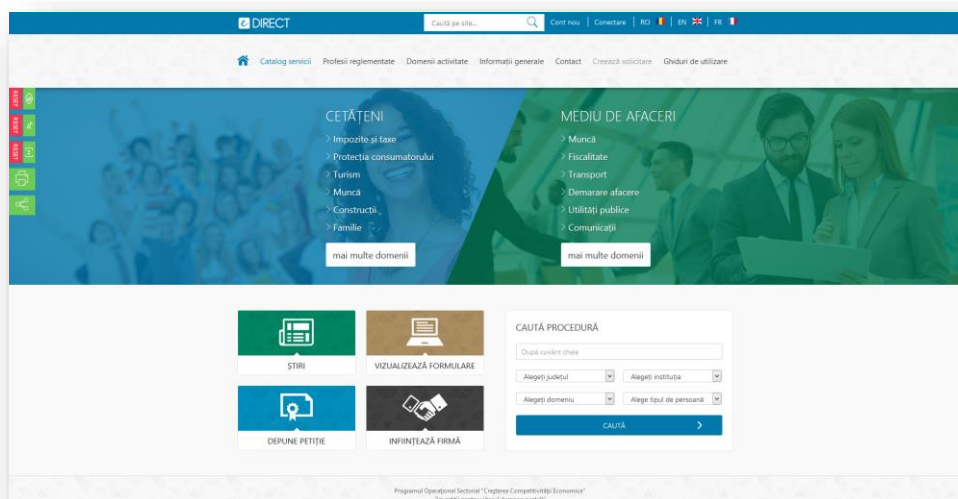 e DIRECT
Caută pe site...
Cont nou | Conectare | RO | EN | FR
Catalog servicii Profesii reglementate Domenii activitate Informații generale Contact Creează solicitare Ghiduri de utilizare
RESET
RESET
RESET
CETĂȚENI
> Impozite și taxe
> Protecția consumatorului
> Turism
> Muncă
> Construcții
> Familie
mai multe domenii
MEDIU DE AFACERI
> Muncă
> Fiscalitate
> Transport
> Demarare afacere
> Utilități publice
> Comunicații
mai multe domenii
ȘTIRI
VIZUALIZEAZĂ FORMULARE
DEPUNE PETIȚIE
INFIINȚEAZĂ FIRMĂ
CAUTĂ PROCEDURĂ
După cuvânt cheie
Alegeți județul
Alegeți instituția
Alegeți domeniu
Alege tipul de persoană
CAUTĂ
Programul Operațional Sectorial "Creșterea Competitivității Economice"